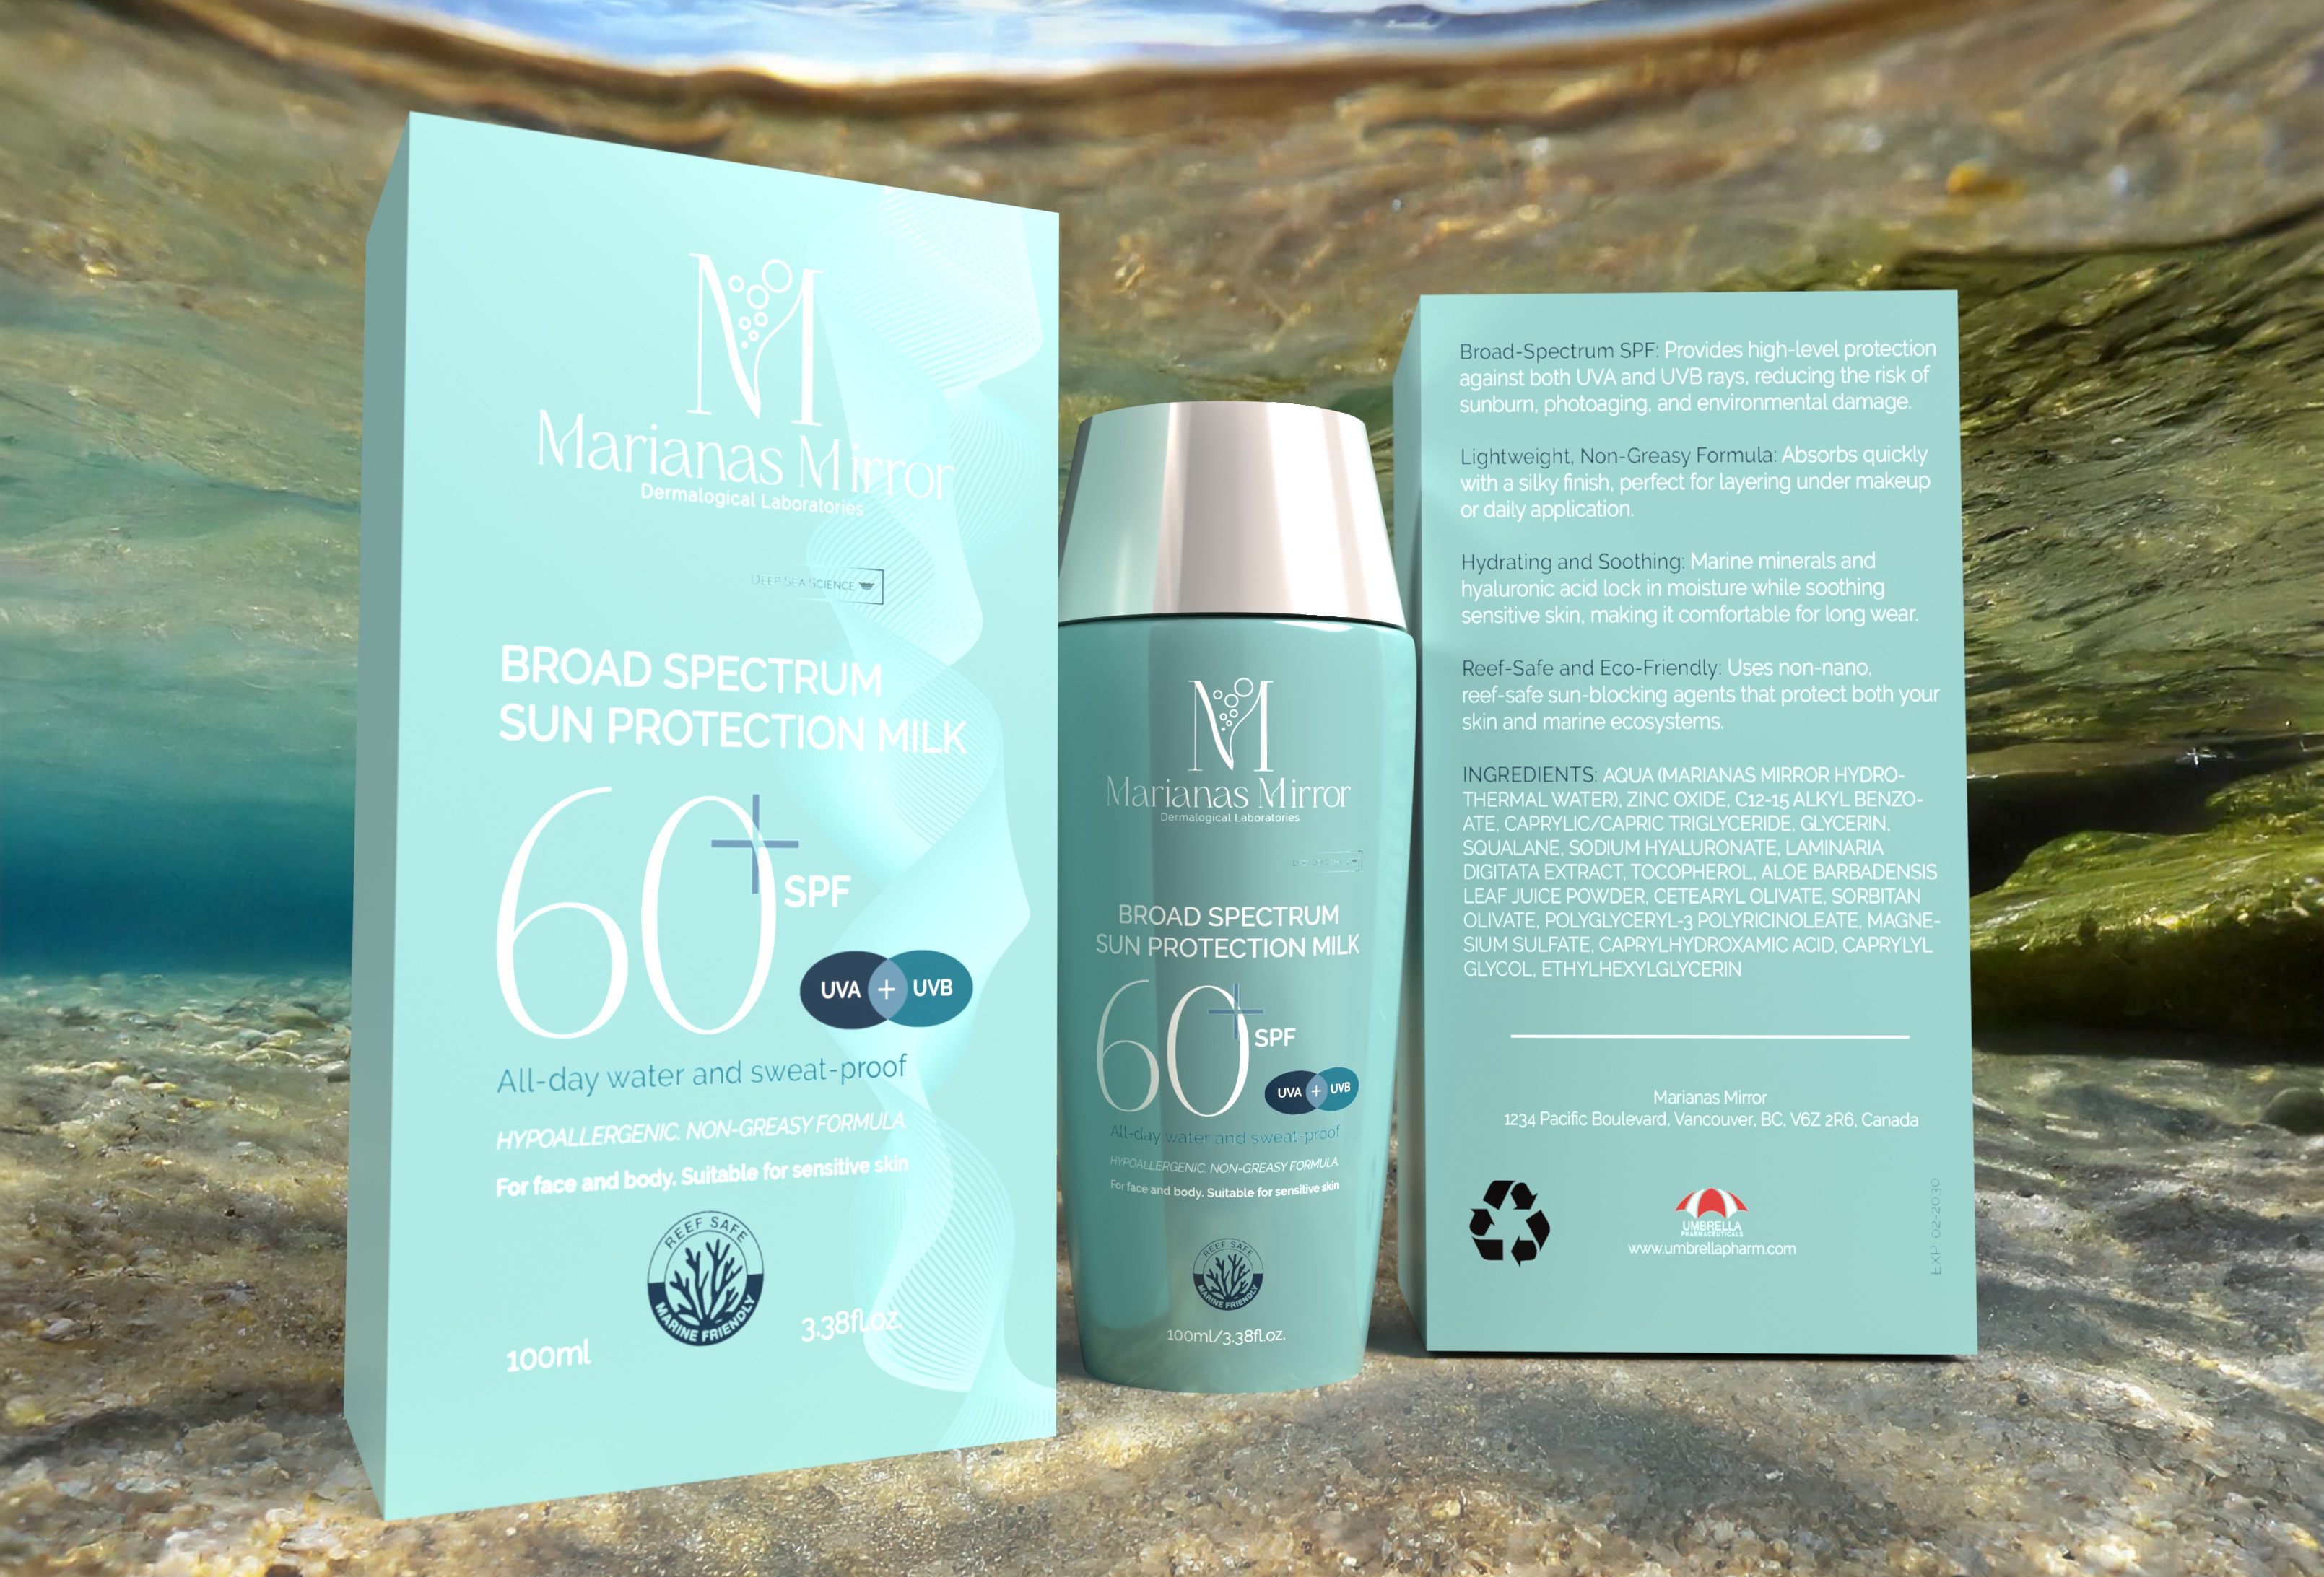 Marianas Mirror
Dermalogical Laboratories
DEEP SEA SCIENCE
BROAD SPECTRUM
SUN PROTECTION MILK
60+ SPF
UVA + UVB
All-day water and sweat-proof
HYPOALLERGENIC. NON-GREASY FORMULA.
For face and body. Suitable for sensitive skin
REEF SAFE
MARINE FRIENDLY
100ml
3.38fl.oz.
Marianas Mirror
Dermalogical Laboratories
BROAD SPECTRUM
SUN PROTECTION MILK
60+ SPF
UVA + UVB
All-day water and sweat-proof
HYPOALLERGENIC. NON-GREASY FORMULA.
For face and body. Suitable for sensitive skin
REEF SAFE
MARINE FRIENDLY
100ml/3.38fl.oz.
Broad-Spectrum SPF: Provides high-level protection
against both UVA and UVB rays, reducing the risk of
sunburn, photoaging, and environmental damage.
Lightweight, Non-Greasy Formula: Absorbs quickly
with a silky finish, perfect for layering under makeup
or daily application.
Hydrating and Soothing: Marine minerals and
hyaluronic acid lock in moisture while soothing
sensitive skin, making it comfortable for long wear.
Reef-Safe and Eco-Friendly: Uses non-nano,
reef-safe sun-blocking agents that protect both your
skin and marine ecosystems.
INGREDIENTS: AQUA (MARIANAS MIRROR HYDRO-
THERMAL WATER), ZINC OXIDE, C12-15 ALKYL BENZO-
ATE, CAPRYLIC/CAPRIC TRIGLYCERIDE, GLYCERIN,
SQUALANE, SODIUM HYALURONATE, LAMINARIA
DIGITATA EXTRACT, TOCOPHEROL, ALOE BARBADENSIS
LEAF JUICE POWDER, CETEARYL OLIVATE, SORBITAN
OLIVATE, POLYGLYCERYL-3 POLYRICINOLEATE, MAGNE-
SIUM SULFATE, CAPRYLHYDROXAMIC ACID, CAPRYLYL
GLYCOL, ETHYLHEXYLGLYCERIN
Marianas Mirror
1234 Pacific Boulevard, Vancouver, BC, V6Z 2R6, Canada
UMBRELLA
PHARMACEUTICALS
www.umbrellapharm.com
EXP. 02-2030